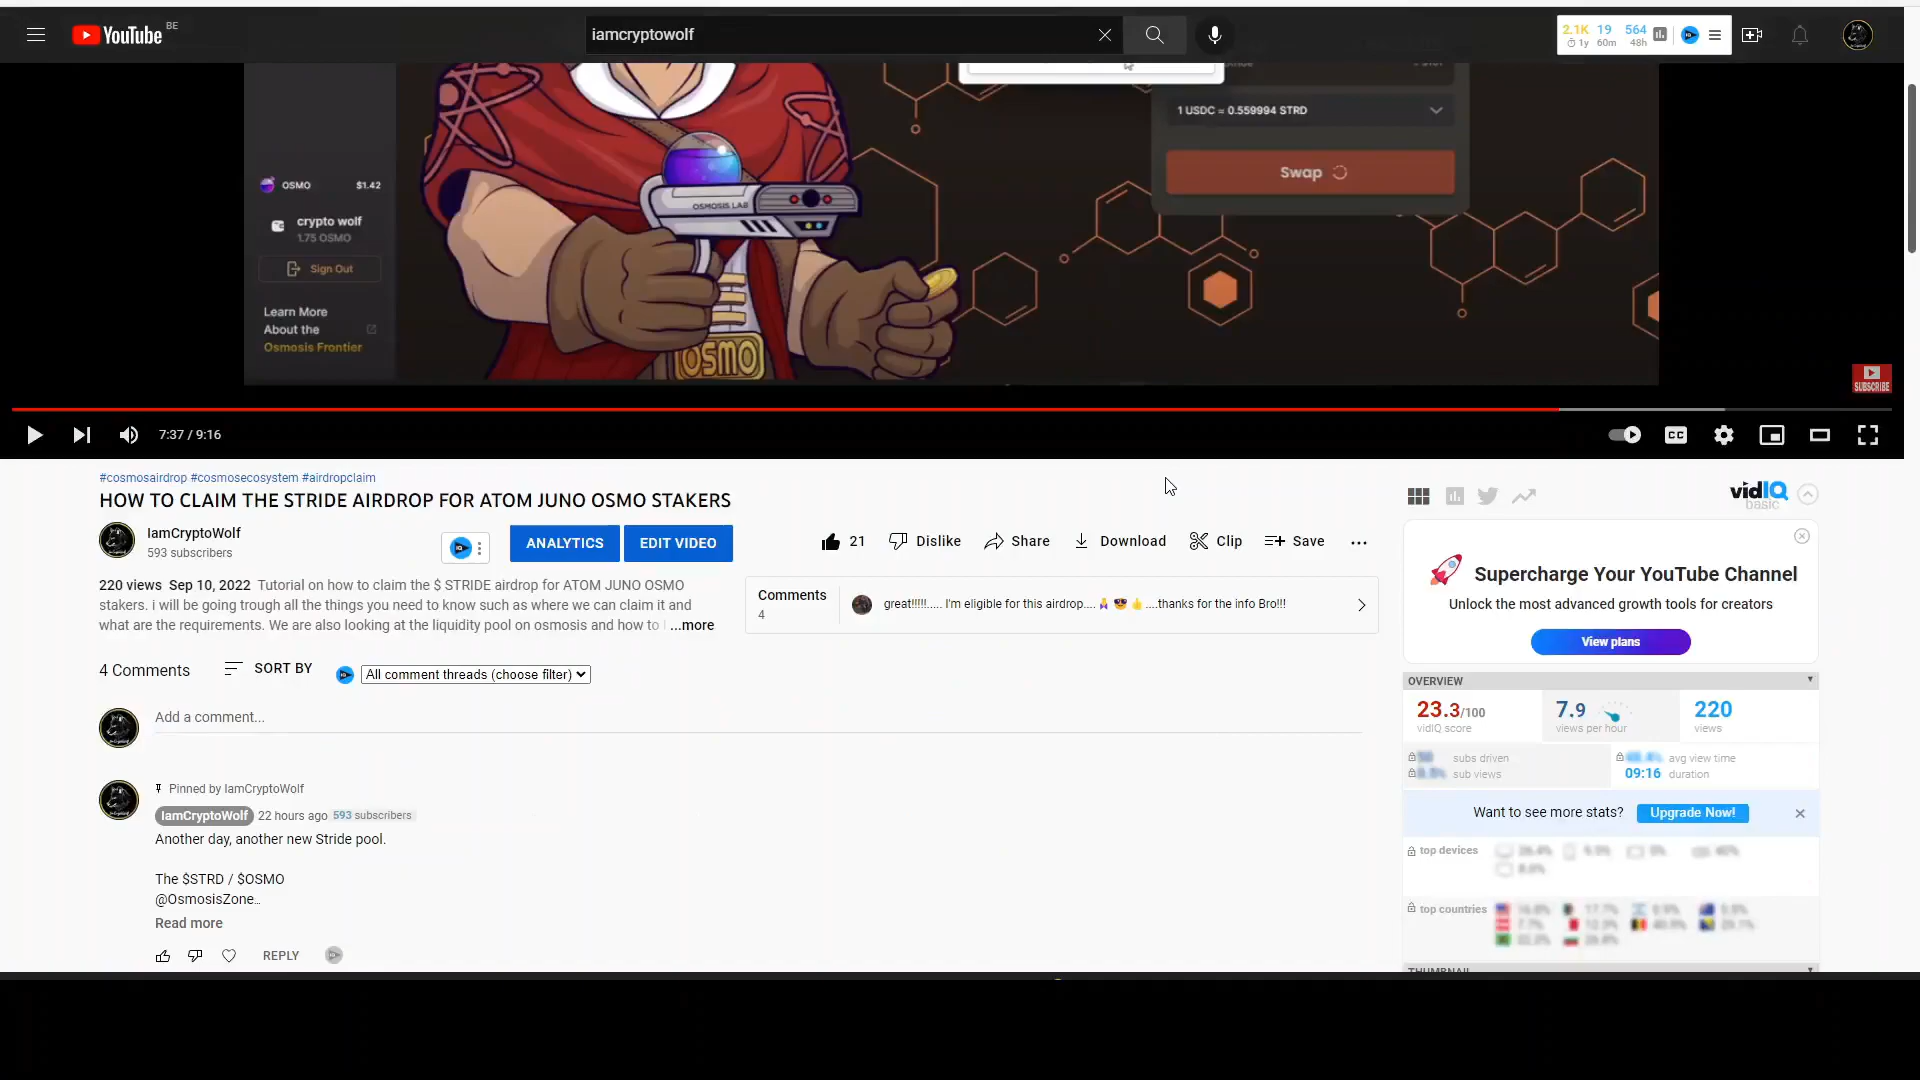 YouTube BE
iamcryptowolf
2.1K 19 564
1y 60m 48h
1 USDC = 0.559994 STRD
Swap
OSMO $1.42
crypto wolf
1.75 OSMO
Sign Out
Learn More
About the
Osmosis Frontier
OSMOSIS LAB
OSMO
SUBSCRIBE
7:37 / 9:16
CC
#cosmosairdrop #cosmosecosystem #airdropclaim
HOW TO CLAIM THE STRIDE AIRDROP FOR ATOM JUNO OSMO STAKERS
IamCryptoWolf
593 subscribers
ANALYTICS
EDIT VIDEO
21
Dislike
Share
Download
Clip
Save
220 views Sep 10, 2022 Tutorial on how to claim the $ STRIDE airdrop for ATOM JUNO OSMO
stakers. i will be going trough all the things you need to know such as where we can claim it and
what are the requirements. We are also looking at the liquidity pool on osmosis and how to ...more
Comments
4
great!!!!!..... I'm eligible for this airdrop....🙏😎👍....thanks for the info Bro!!!
4 Comments
SORT BY
All comment threads (choose filter)
Add a comment...
Pinned by IamCryptoWolf
IamCryptoWolf 22 hours ago 593 subscribers
Another day, another new Stride pool.
The $STRD / $OSMO
@OsmosisZone…
Read more
REPLY
vidIQ
basic
Supercharge Your YouTube Channel
Unlock the most advanced growth tools for creators
View plans
OVERVIEW
23.3/100
vidIQ score
7.9
views per hour
220
views
subs driven
sub views
avg view time
09:16 duration
Want to see more stats? Upgrade Now!
top devices
top countries
THUMBNAIL